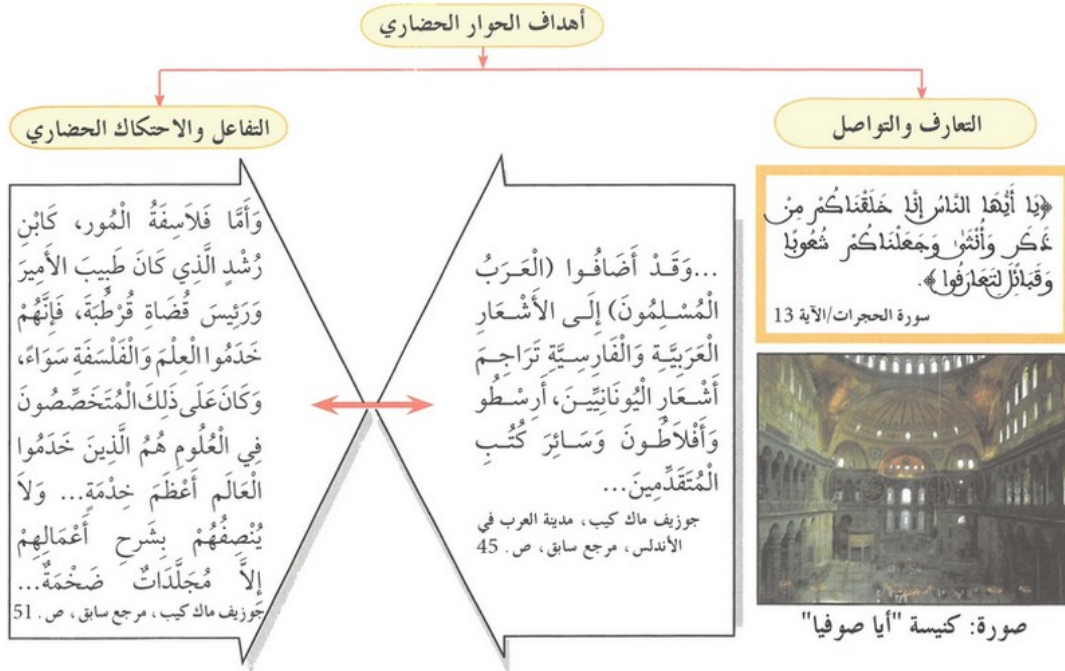 أهداف الحوار الحضاري
التعارف والتواصل
﴿يَا أَيُّهَا النَّاسُ إِنَّا خَلَقْنَاكُمْ مِنْ
ذَكَرٍ وَأُنْثَىٰ وَجَعَلْنَاكُمْ شُعُوبًا
وَقَبَائِلَ لِتَعَارَفُوا﴾.
سورة الحجرات/الآية 13
صورة: كنيسة "أيا صوفيا"
التفاعل والاحتكاك الحضاري
...وَقَدْ أَضَافُوا (الْعَرَبُ
الْمُسْلِمُونَ) إِلَى الأَشْعَارِ
الْعَرَبِيَّةِ وَالْفَارِسِيَّةِ تَرَاجِمَ
أَشْعَارِ الْيُونَانِيِّينَ، أَرِسْطُو
وَأَفْلَاطُونَ وَسَائِرَ كُتُبِ
الْمُتَقَدِّمِينَ...
جوزيف ماك كيب، مدينة العرب في
الأندلس، مرجع سابق، ص. 45
وَأَمَّا فَلَاسِفَةُ الْمُور، كَابْنِ
رُشْدٍ الَّذِي كَانَ طَبِيبَ الأَمِيرَ
وَرَئِيسَ قُضَاةِ قُرْطُبَةَ، فَإِنَّهُمْ
خَدَمُوا الْعِلْمَ وَالْفَلْسَفَةِ سَوَاءً،
وَكَانَ عَلَى ذَلِكَ الْمُتَخَصِّصُونَ
فِي الْعُلُومِ هُمُ الَّذِينَ خَدَمُوا
الْعَالَمِ أَعْظَمَ خِدْمَةٍ... وَلاَ
يُنْصِفُهُمْ بِشَرحِ أَعْمَالِهِمْ
إِلاَّ مُجَلَّدَاتٌ ضَخْمَةٌ...
جوزيف ماك كيب، مرجع سابق، ص. 51